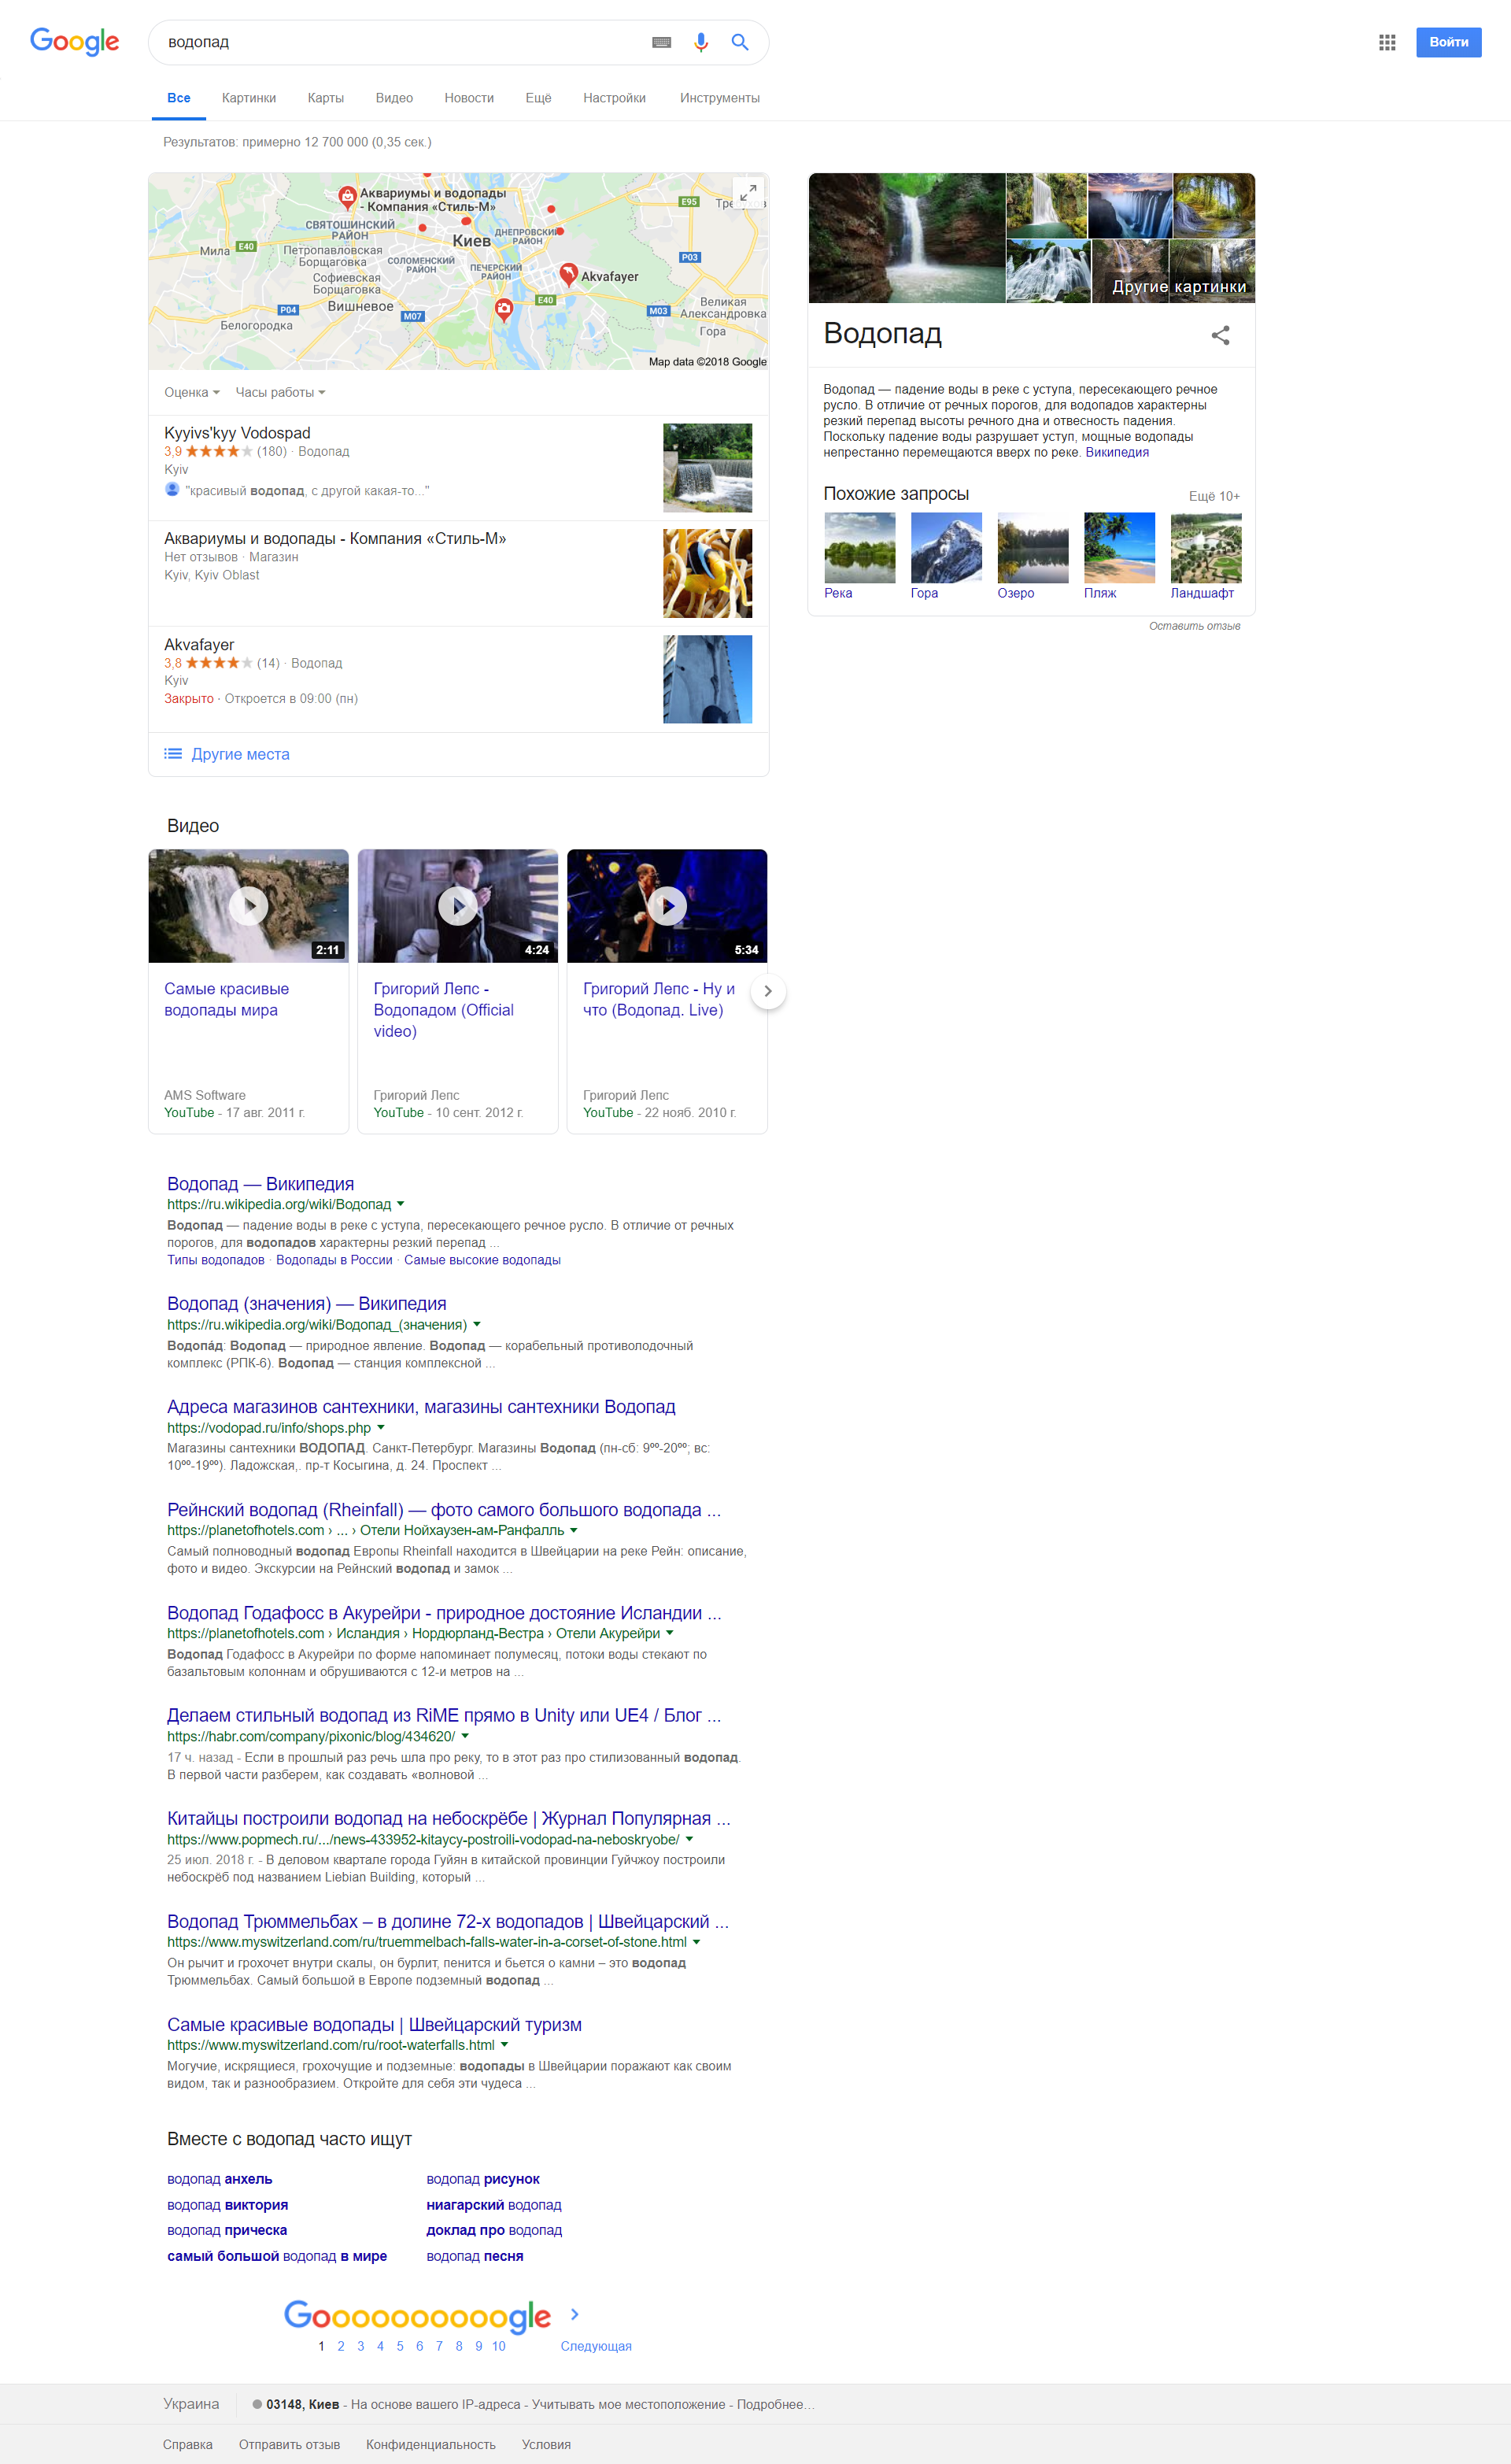 Google
водопад
Войти
Все Картинки Карты Видео Новости Ещё Настройки Инструменты
Результатов: примерно 12 700 000 (0,35 сек.)
Аквариумы и водопады
- Компания «Стиль-М»
E95
СВЯТОШИНСКИЙ
РАЙОН
ДНЕПРОВСКИЙ
РАЙОН
Киев
Мила
E40
Петропавловская
Борщаговка
СОЛОМЕНСКИЙ
РАЙОН
ПЕЧЕРСКИЙ
РАЙОН
P03
Akvafayer
Софиевская
Борщаговка
Вишневое
E40
P04
M07
M03
Великая
Александровка
Белогородка
Гора
Map data ©2018 Google
Оценка Часы работы
Kyyivs'kyy Vodospad
3,9 (180) · Водопад
Kyiv
"красивый водопад, с другой какая-то..."
Аквариумы и водопады - Компания «Стиль-М»
Нет отзывов · Магазин
Kyiv, Kyiv Oblast
Akvafayer
3,8 (14) · Водопад
Kyiv
Закрыто · Откроется в 09:00 (пн)
Другие места
Другие картинки
Водопад
Водопад — падение воды в реке с уступа, пересекающего речное
русло. В отличие от речных порогов, для водопадов характерны
резкий перепад высоты речного дна и отвесность падения.
Поскольку падение воды разрушает уступ, мощные водопады
непрестанно перемещаются вверх по реке. Википедия
Похожие запросы
Ещё 10+
Река Гора Озеро Пляж Ландшафт
Оставить отзыв
Видео
2:11
4:24
5:34
Самые красивые
водопады мира
AMS Software
YouTube - 17 авг. 2011 г.
Григорий Лепс -
Водопадом (Official
video)
Григорий Лепс
YouTube - 10 сент. 2012 г.
Григорий Лепс - Ну и
что (Водопад. Live)
Григорий Лепс
YouTube - 22 нояб. 2010 г.
Водопад — Википедия
https://ru.wikipedia.org/wiki/Водопад
Водопад — падение воды в реке с уступа, пересекающего речное русло. В отличие от речных
порогов, для водопадов характерны резкий перепад ...
Типы водопадов · Водопады в России · Самые высокие водопады
Водопад (значения) — Википедия
https://ru.wikipedia.org/wiki/Водопад_(значения)
Водопа́д: Водопад — природное явление. Водопад — корабельный противолодочный
комплекс (РПК-6). Водопад — станция комплексной ...
Адреса магазинов сантехники, магазины сантехники Водопад
https://vodopad.ru/info/shops.php
Магазины сантехники ВОДОПАД. Санкт-Петербург. Магазины Водопад (пн-сб: 9⁰⁰-20⁰⁰; вс:
10⁰⁰-19⁰⁰). Ладожская,. пр-т Косыгина, д. 24. Проспект ...
Рейнский водопад (Rheinfall) — фото самого большого водопада ...
https://planetofhotels.com › ... › Отели Нойхаузен-ам-Ранфалль
Самый полноводный водопад Европы Rheinfall находится в Швейцарии на реке Рейн: описание,
фото и видео. Экскурсии на Рейнский водопад и замок ...
Водопад Годафосс в Акурейри - природное достояние Исландии ...
https://planetofhotels.com › Исландия › Нордюрланд-Вестра › Отели Акурейри
Водопад Годафосс в Акурейри по форме напоминает полумесяц, потоки воды стекают по
базальтовым колоннам и обрушиваются с 12-и метров на ...
Делаем стильный водопад из RiME прямо в Unity или UE4 / Блог ...
https://habr.com/company/pixonic/blog/434620/
17 ч. назад - Если в прошлый раз речь шла про реку, то в этот раз про стилизованный водопад.
В первой части разберем, как создавать «волновой ...
Китайцы построили водопад на небоскрёбе | Журнал Популярная ...
https://www.popmech.ru/.../news-433952-kitaycy-postroili-vodopad-na-neboskryobe/
25 июл. 2018 г. - В деловом квартале города Гуйян в китайской провинции Гуйчжоу построили
небоскрёб под названием Liebian Building, который ...
Водопад Трюммельбах – в долине 72-х водопадов | Швейцарский ...
https://www.myswitzerland.com/ru/truemmelbach-falls-water-in-a-corset-of-stone.html
Он рычит и грохочет внутри скалы, он бурлит, пенится и бьется о камни – это водопад
Трюммельбах. Самый большой в Европе подземный водопад ...
Самые красивые водопады | Швейцарский туризм
https://www.myswitzerland.com/ru/root-waterfalls.html
Могучие, искрящиеся, грохочущие и подземные: водопады в Швейцарии поражают как своим
видом, так и разнообразием. Откройте для себя эти чудеса ...
Вместе с водопад часто ищут
водопад анхель водопад рисунок
водопад виктория ниагарский водопад
водопад прическа доклад про водопад
самый большой водопад в мире водопад песня
Goooooooooogle
1 2 3 4 5 6 7 8 9 10 Следующая
Украина 03148, Киев - На основе вашего IP-адреса - Учитывать мое местоположение - Подробнее…
Справка Отправить отзыв Конфиденциальность Условия